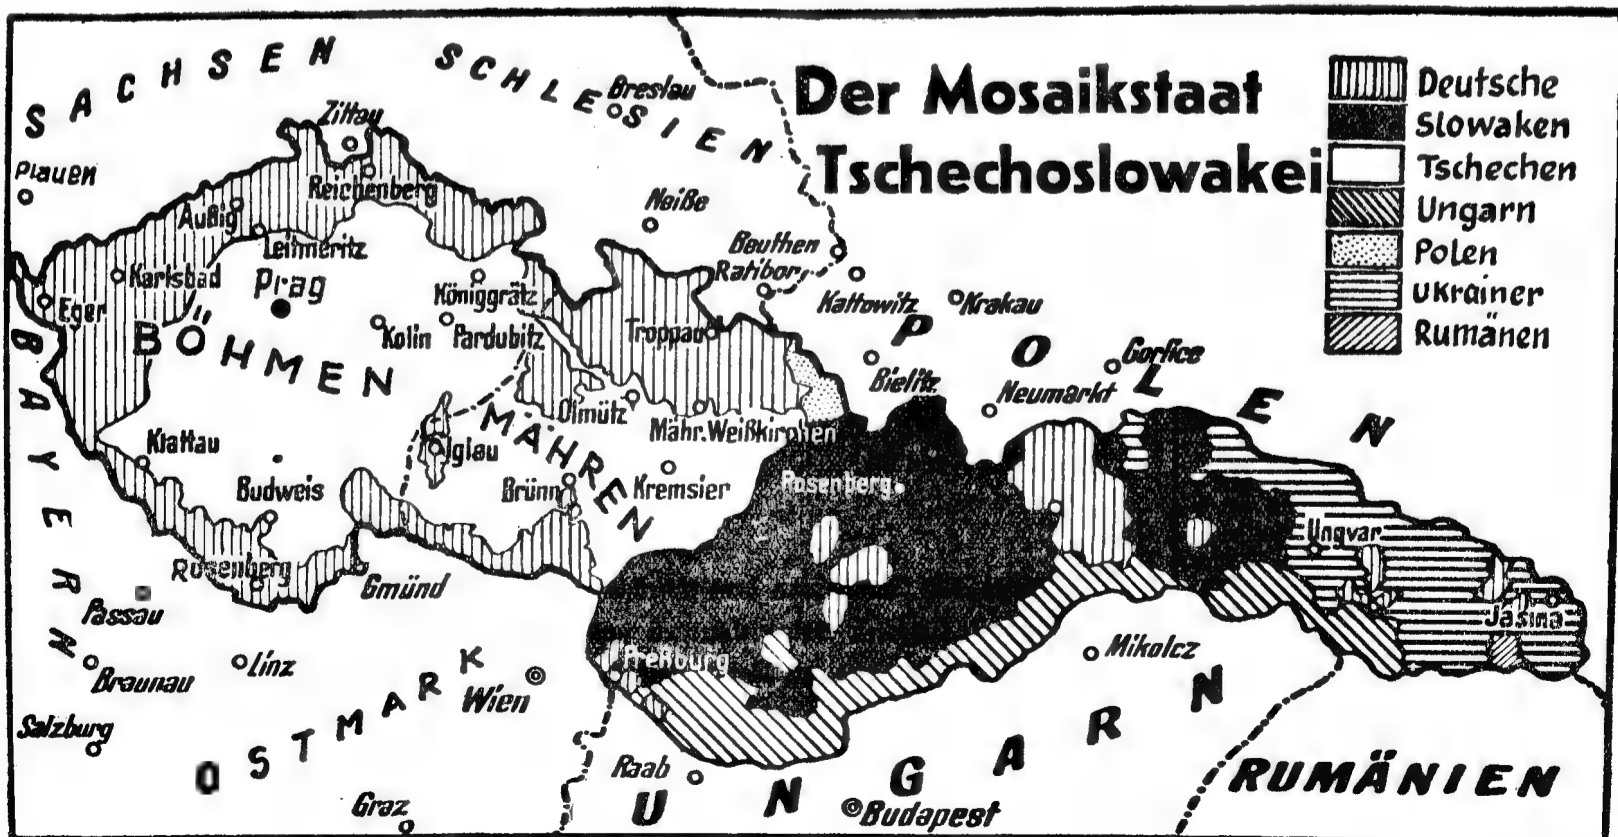 Der Mosaikstaat
Tschechoslowakei
Deutsche
Slowaken
Tschechen
Ungarn
Polen
Ukrainer
Rumänen
SACHSEN
SCHLESIEN
Breslau
Zittau
Plauen
Reichenberg
Neiße
Außig
Leitmeritz
Beuthen
Ratibor
Karlsbad
Prag
Königgrätz
Kattowitz
Krakau
Eger
BÖHMEN
Kolin
Pardubitz
Troppau
POLEN
Gorlice
Bielitz
Neumarkt
BAYERN
Olmütz
MÄHREN
Mähr. Weißkirchen
Klattau
Iglau
Budweis
Brünn
Kremsier
Rosenberg
Ungvar
Rosenberg
Gmünd
Passau
Jasina
Preßburg
Mikolcz
Linz
Braunau
OSTMARK
Wien
Salzburg
Raab
UNGARN
RUMÄNIEN
Graz
Budapest